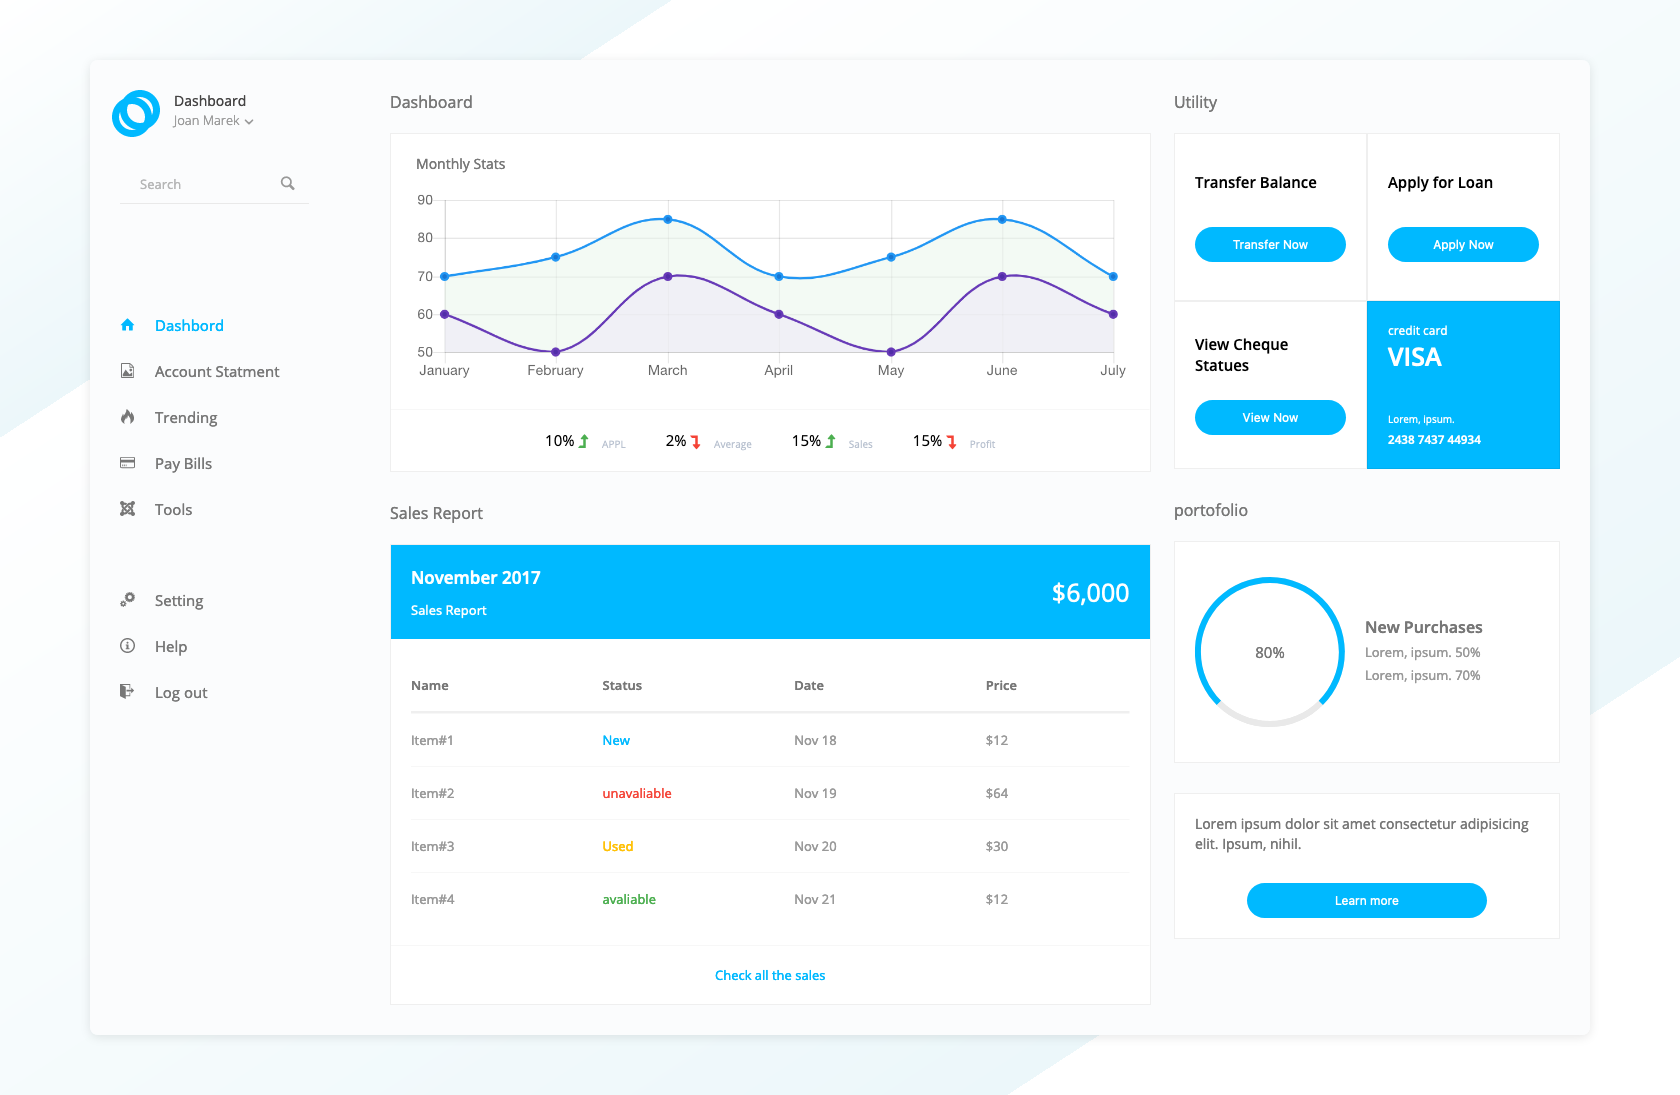 Dashboard
Joan Marek
Search
Dashbord
Account Statment
Trending
Pay Bills
Tools
Setting
Help
Log out
Dashboard
Monthly Stats
90
80
70
60
50
January February March April May June July
10% APPL 2% Average 15% Sales 15% Profit
Sales Report
November 2017
Sales Report
$6,000
Name Status Date Price
Item#1 New Nov 18 $12
Item#2 unavaliable Nov 19 $64
Item#3 Used Nov 20 $30
Item#4 avaliable Nov 21 $12
Check all the sales
Utility
Transfer Balance
Transfer Now
Apply for Loan
Apply Now
View Cheque
Statues
View Now
credit card
VISA
Lorem, ipsum.
2438 7437 44934
portofolio
80%
New Purchases
Lorem, ipsum. 50%
Lorem, ipsum. 70%
Lorem ipsum dolor sit amet consectetur adipisicing
elit. Ipsum, nihil.
Learn more